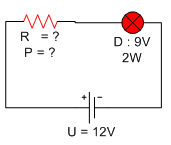 R = ?
P = ?
D : 9V
2W
+ -
U = 12V